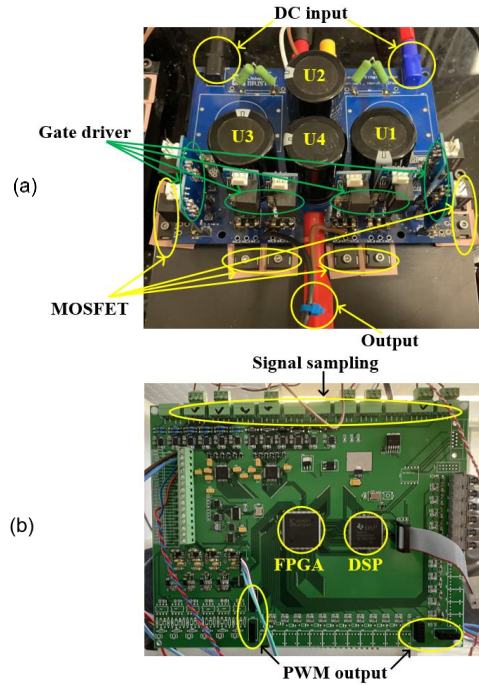 DC input
U2
(a)
Gate driver
U3
U4
U1
MOSFET
Output
Signal sampling
(b)
FPGA
DSP
PWM output